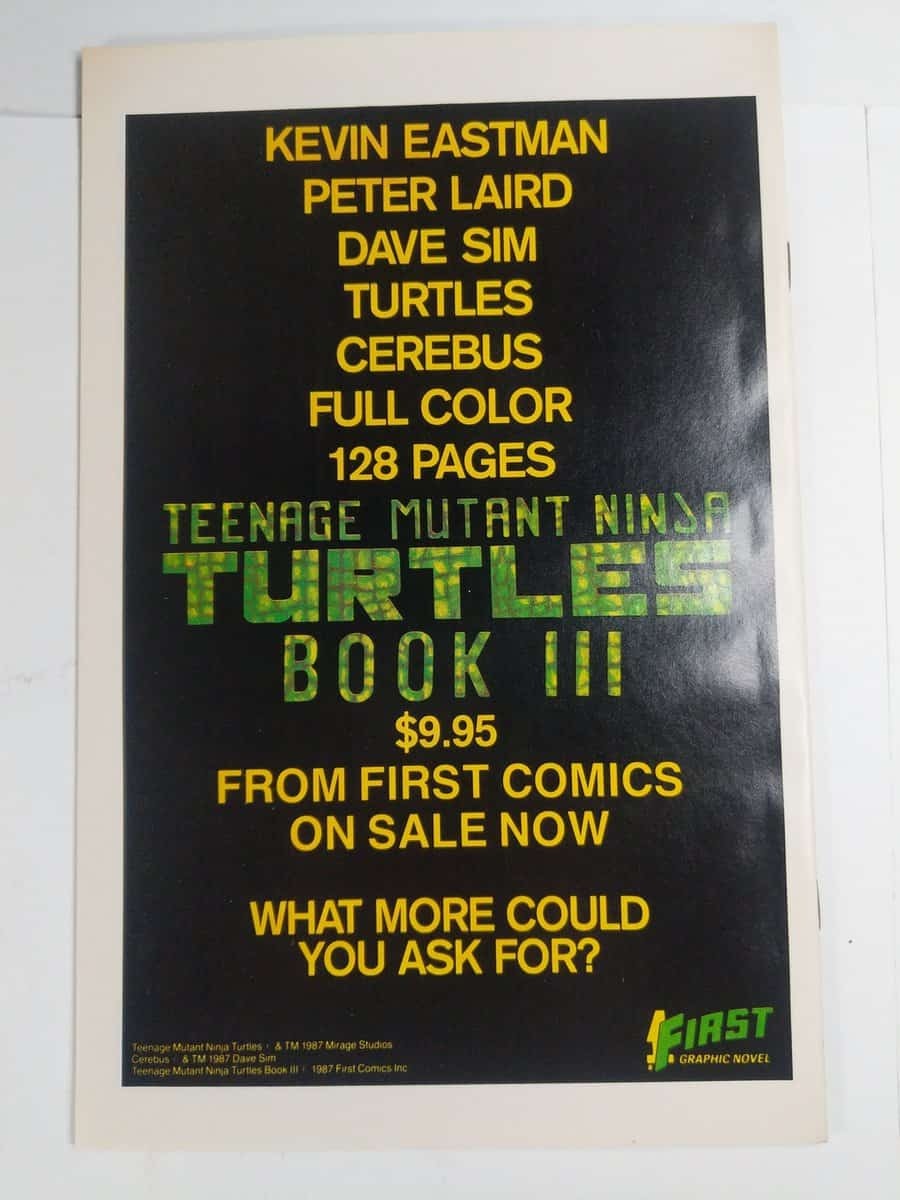 KEVIN EASTMAN
PETER LAIRD
DAVE SIM
TURTLES
CEREBUS
FULL COLOR
128 PAGES
TEENAGE MUTANT NINJA
TURTLES
BOOK III
$9.95
FROM FIRST COMICS
ON SALE NOW
WHAT MORE COULD
YOU ASK FOR?
FIRST
GRAPHIC NOVEL
Teenage Mutant Ninja Turtles & TM 1987 Mirage Studios
Cerebus & TM 1987 Dave Sim
Teenage Mutant Ninja Turtles Book III 1987 First Comics Inc